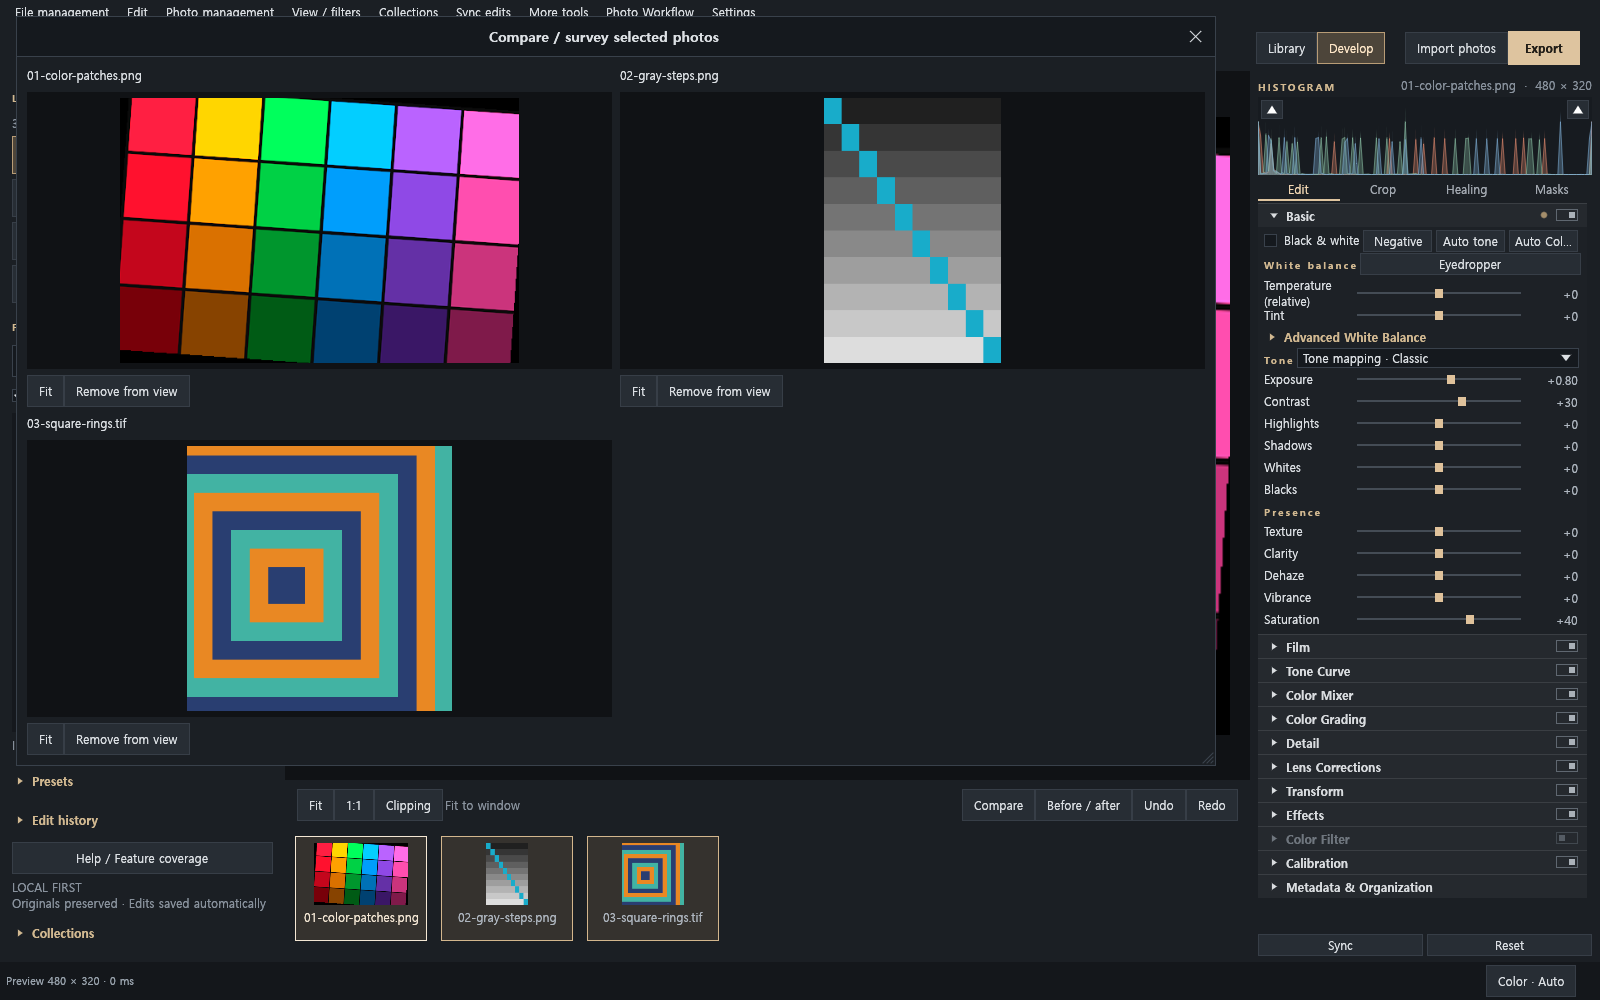 File management Edit Photo management View / filters Collections Sync edits More tools Photo Workflow Settings
Compare / survey selected photos
01-color-patches.png
02-gray-steps.png
Fit Remove from view
Fit Remove from view
03-square-rings.tif
Fit Remove from view
Library Develop Import photos Export
HISTOGRAM 01-color-patches.png · 480 × 320
Edit Crop Healing Masks
Basic
Black & white Negative Auto tone Auto Col...
White balance Eyedropper
Temperature (relative) +0
Tint +0
Advanced White Balance
Tone Tone mapping · Classic
Exposure +0.80
Contrast +30
Highlights +0
Shadows +0
Whites +0
Blacks +0
Presence
Texture +0
Clarity +0
Dehaze +0
Vibrance +0
Saturation +40
Film
Tone Curve
Color Mixer
Color Grading
Detail
Lens Corrections
Transform
Effects
Color Filter
Calibration
Metadata & Organization
Sync Reset
Presets
Edit history
Help / Feature coverage
LOCAL FIRST
Originals preserved · Edits saved automatically
Collections
Fit 1:1 Clipping Fit to window
Compare Before / after Undo Redo
01-color-patches.png 02-gray-steps.png 03-square-rings.tif
Preview 480 × 320 · 0 ms
Color · Auto